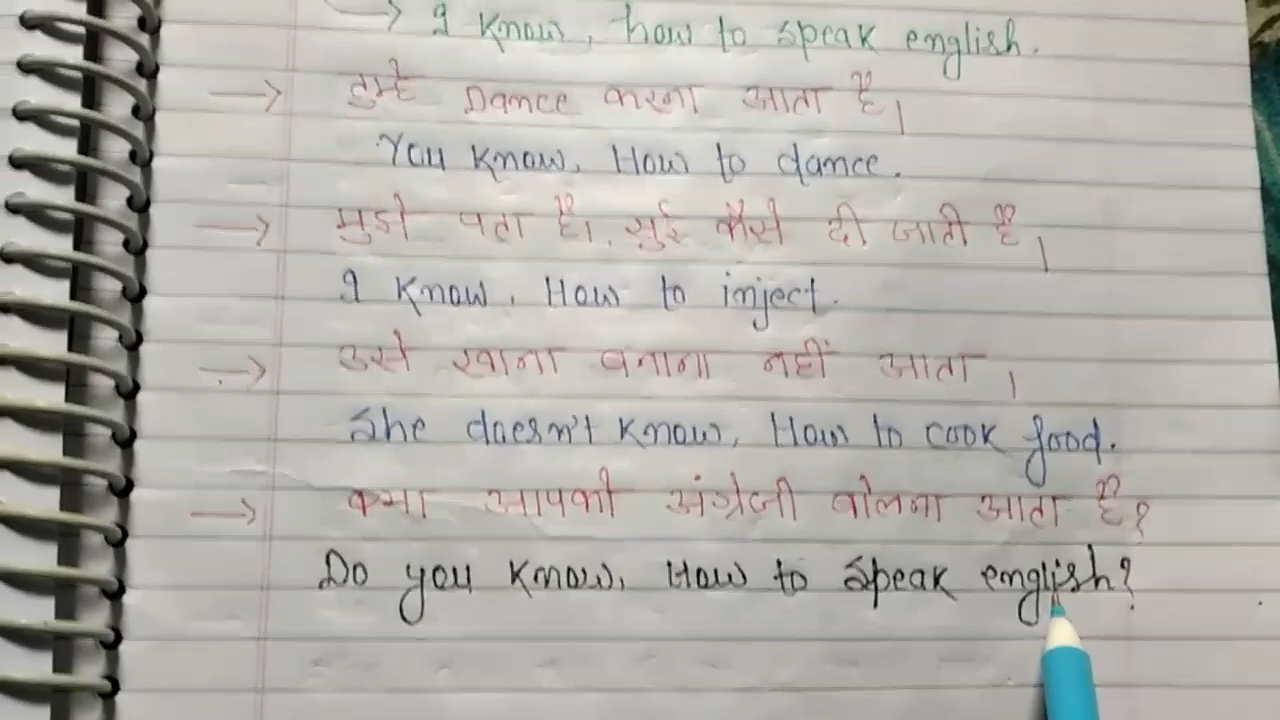 → I know, how to speak english.
→ तुम्हे Dance करना आता है।
You know, How to dance.
→ मुझे पता है। सुई कैसे दी जाती है।
I know, How to inject.
→ उसे खाना बनाना नहीं आता।
She doesn't know, How to cook food.
→ क्या आपको अंग्रेजी बोलना आता है?
Do you know, How to speak english?